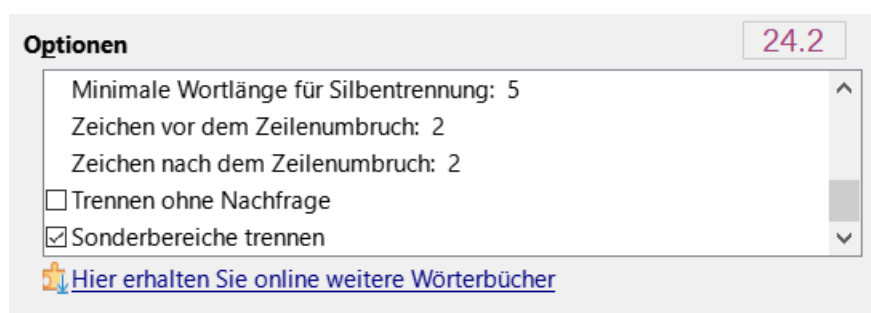 Optionen
24.2
Minimale Wortlänge für Silbentrennung: 5
Zeichen vor dem Zeilenumbruch: 2
Zeichen nach dem Zeilenumbruch: 2
Trennen ohne Nachfrage
Sonderbereiche trennen
Hier erhalten Sie online weitere Wörterbücher